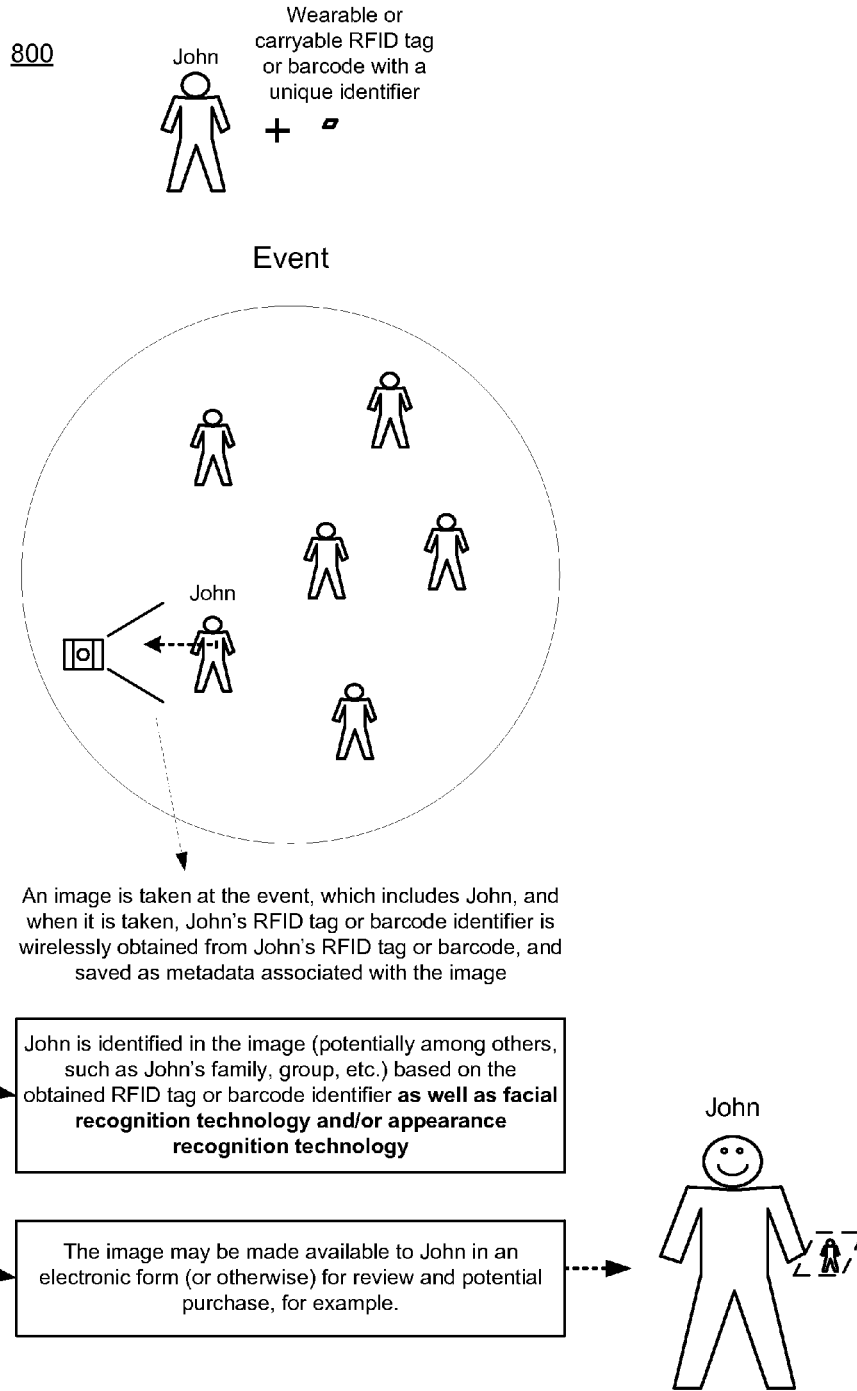 800
John
Wearable or
carryable RFID tag
or barcode with a
unique identifier
+
Event
John
An image is taken at the event, which includes John, and
when it is taken, John's RFID tag or barcode identifier is
wirelessly obtained from John's RFID tag or barcode, and
saved as metadata associated with the image
John is identified in the image (potentially among others,
such as John's family, group, etc.) based on the
obtained RFID tag or barcode identifier as well as facial
recognition technology and/or appearance
recognition technology
John
The image may be made available to John in an
electronic form (or otherwise) for review and potential
purchase, for example.